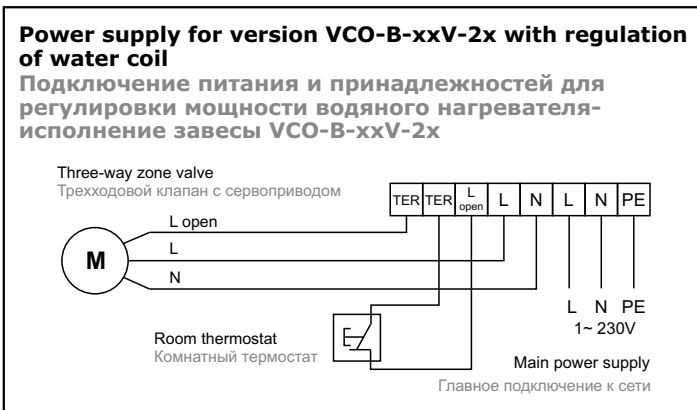 Power supply for version VCO-B-xxV-2x with regulation
of water coil
Подключение питания и принадлежностей для
регулировки мощности водяного нагревателя-
исполнение завесы VCO-B-xxV-2x
Three-way zone valve
Трехходовой клапан с сервоприводом
TER TER L open L N L N PE
L open
L
M
N
L N PE
1~ 230V
Room thermostat
Комнатный термостат
Main power supply
Главное подключение к сети